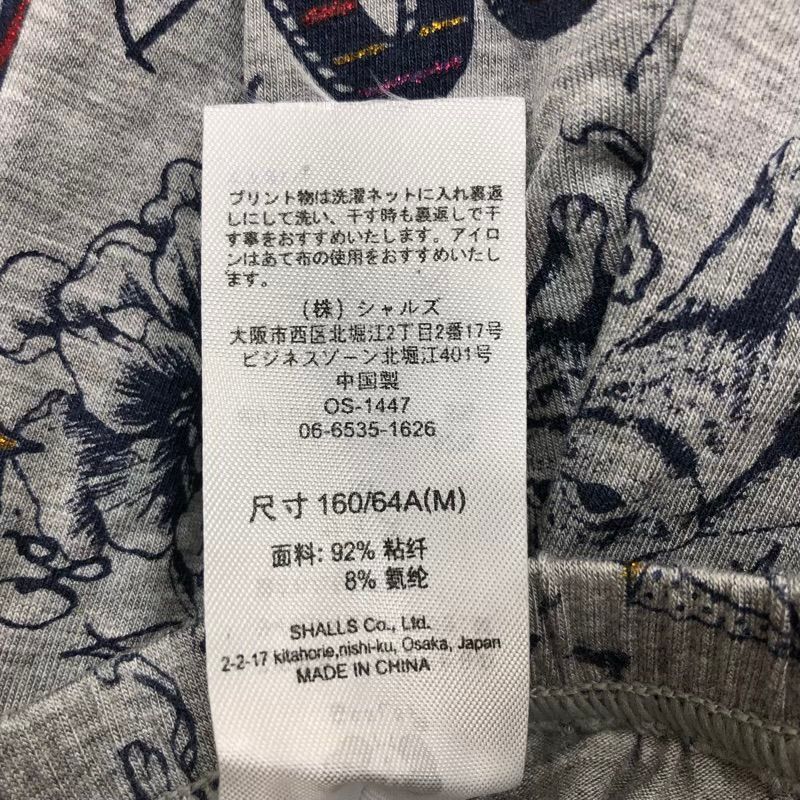 プリント物は洗濯ネットに入れ裏返
しにして洗い、干す時も裏返しで干
す事をおすすめいたします。アイロ
ンはあて布の使用をおすすめいたし
ます。
(株) シャルズ
大阪市西区北堀江2丁目2番17号
ビジネスゾーン北堀江401号
中国製
OS-1447
06-6535-1626
尺寸 160/64A(M)
面料: 92% 粘纤
8% 氨纶
SHALLS Co., Ltd.
2-2-17 kitahorie,nishi-ku, Osaka, Japan
MADE IN CHINA